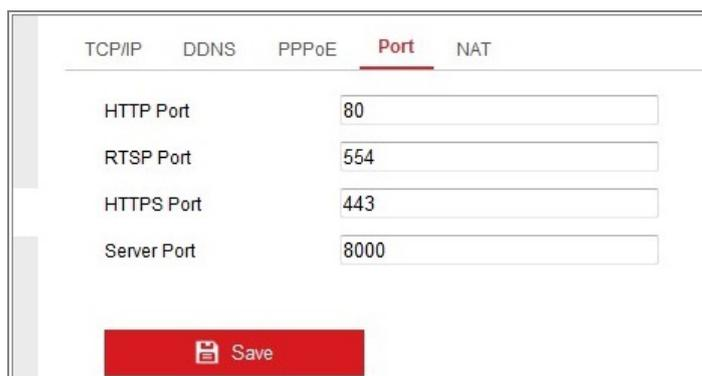 TCP/IP DDNS PPPoE Port NAT
HTTP Port 80
RTSP Port 554
HTTPS Port 443
Server Port 8000
Save